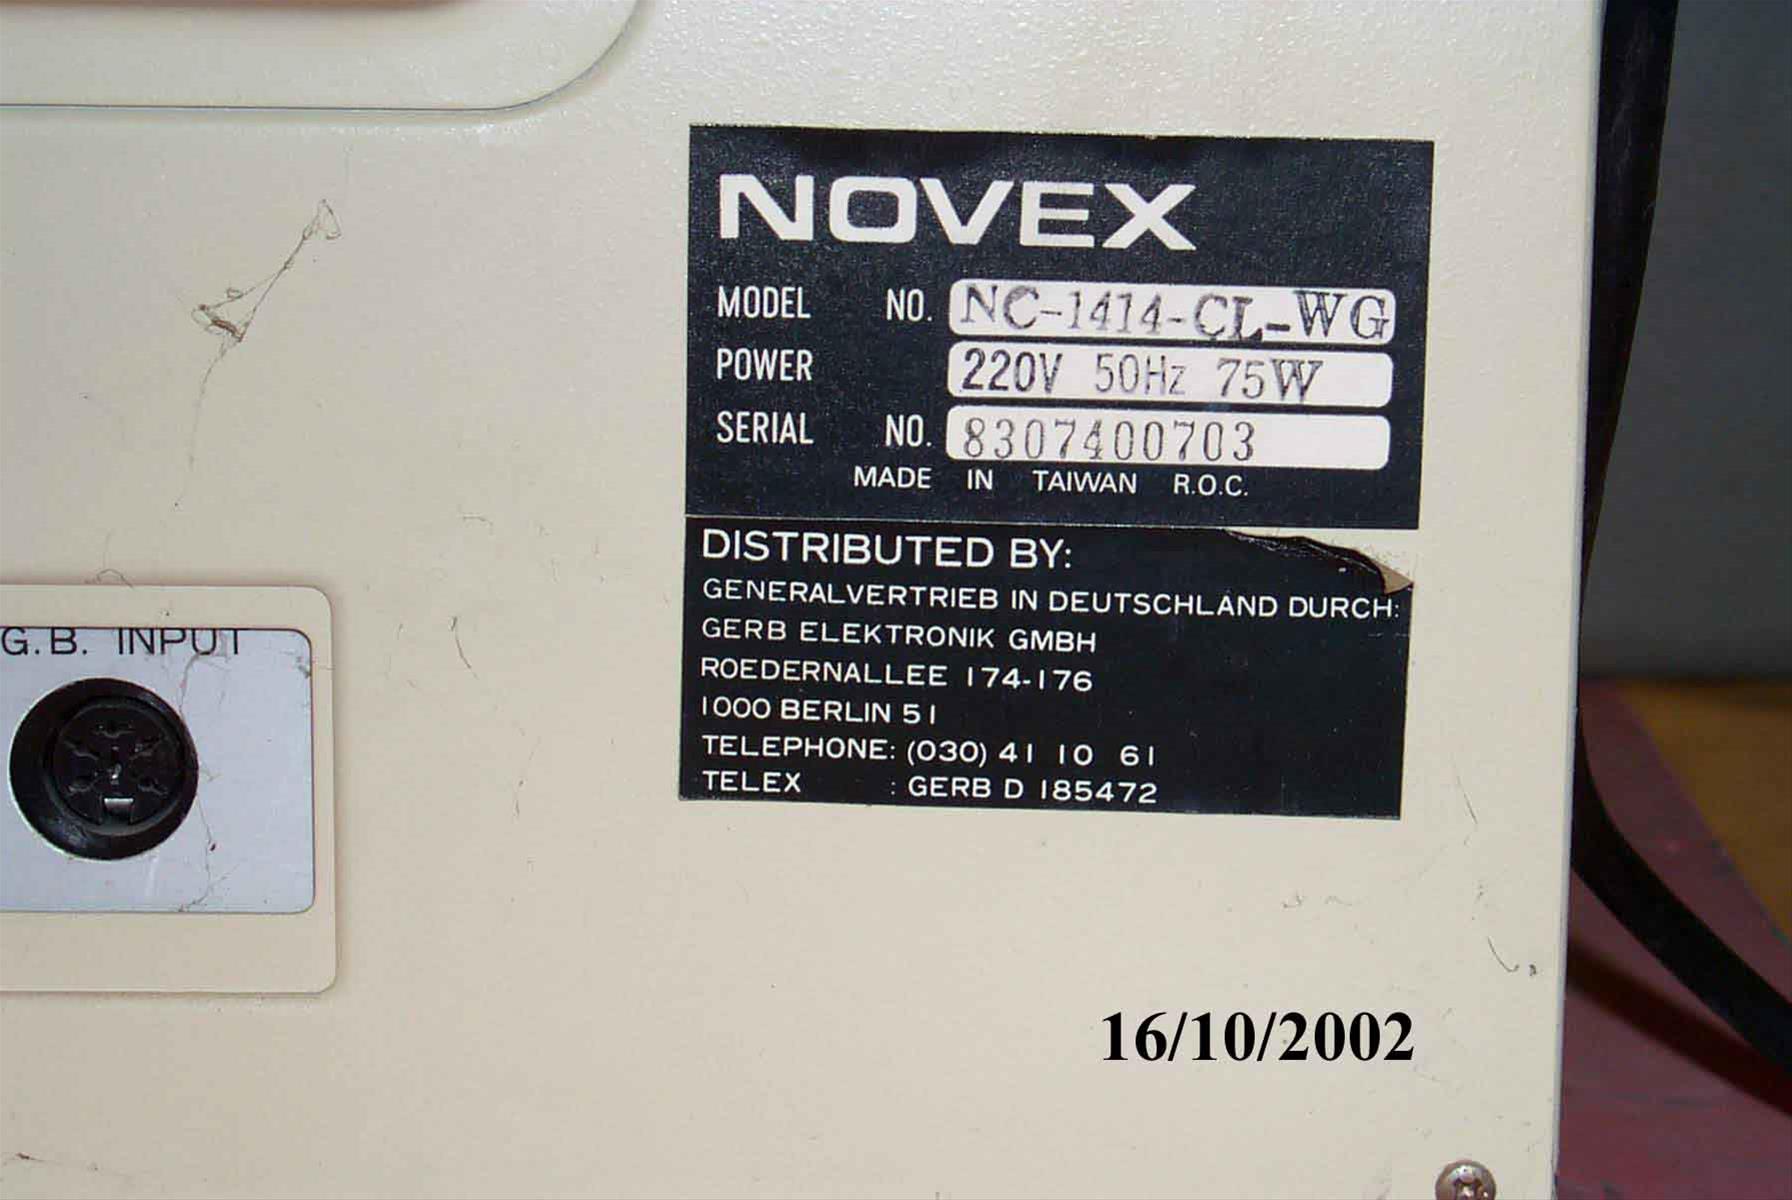 NOVEX
MODEL NO. NC-1414-CL-WG
POWER 220V 50Hz 75W
SERIAL NO. 8307400703
MADE IN TAIWAN R.O.C.
DISTRIBUTED BY:
GENERALVERTRIEB IN DEUTSCHLAND DURCH:
GERB ELEKTRONIK GMBH
ROEDERNALLEE 174-176
1000 BERLIN 51
TELEPHONE: (030) 41 10 61
TELEX : GERB D 185472
G.B. INPUT
16/10/2002